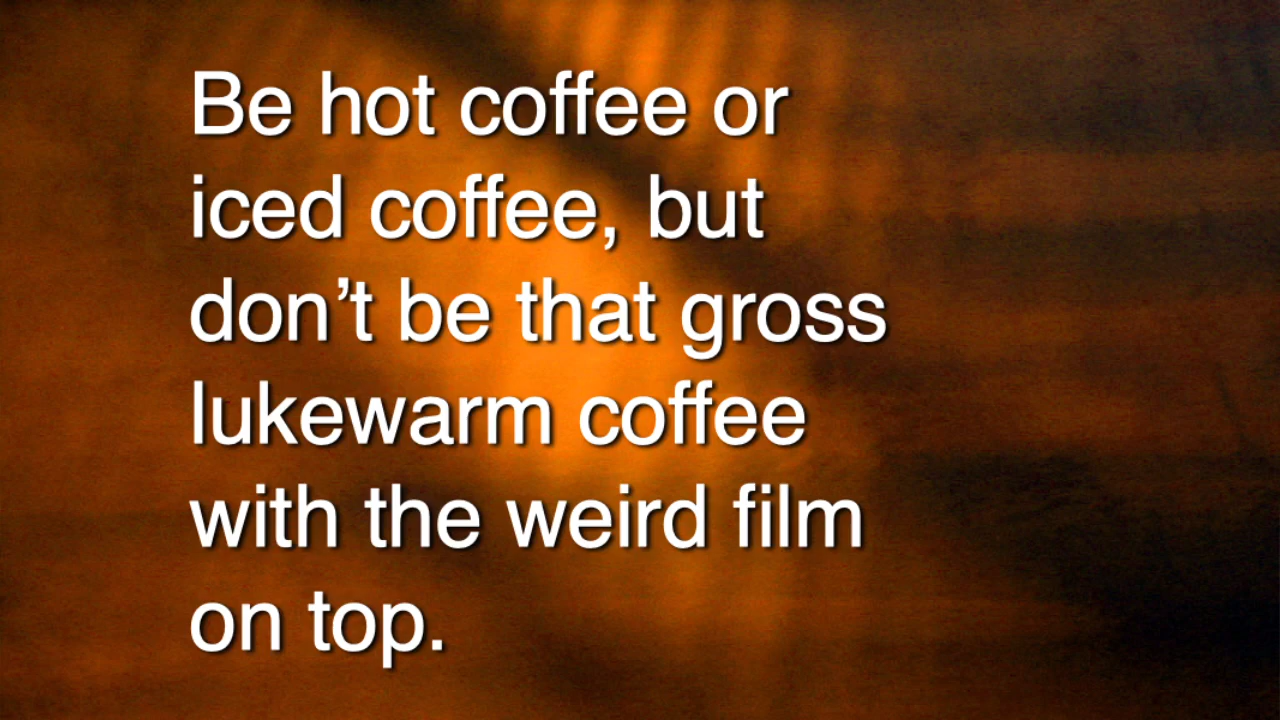 Be hot coffee or
iced coffee, but
don’t be that gross
lukewarm coffee
with the weird film
on top.